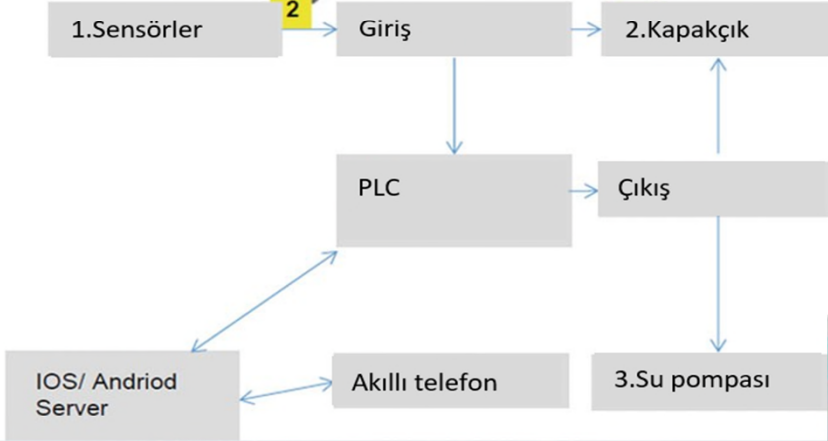 2
1.Sensörler
Giriş
2.Kapakçık
PLC
Çıkış
IOS/ Andriod
Server
Akıllı telefon
3.Su pompası